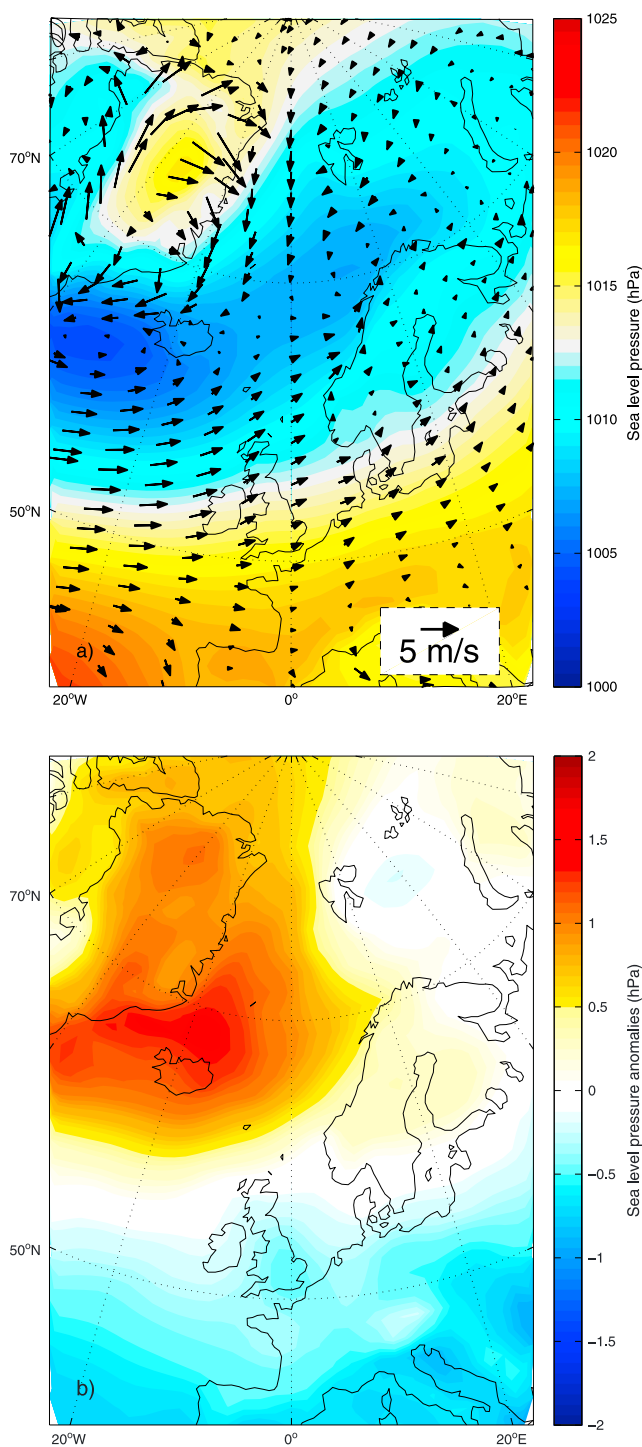 1025
70°N
1020
1015
Sea level pressure (hPa)
1010
50°N
1005
5 m/s
a)
1000
20°W
0°
20°E
2
1.5
70°N
1
0.5
Sea level pressure anomalies (hPa)
0
−0.5
50°N
−1
−1.5
b)
−2
20°W
0°
20°E